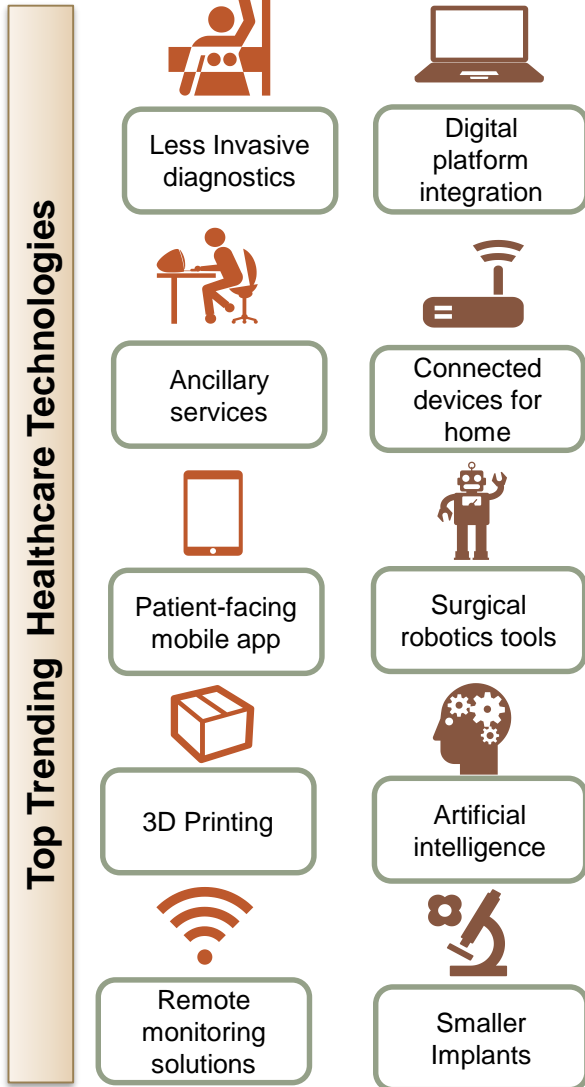 Top Trending Healthcare Technologies
Less Invasive
diagnostics
Digital
platform
integration
Ancillary
services
Connected
devices for
home
Patient-facing
mobile app
Surgical
robotics tools
3D Printing
Artificial
intelligence
Remote
monitoring
solutions
Smaller
Implants